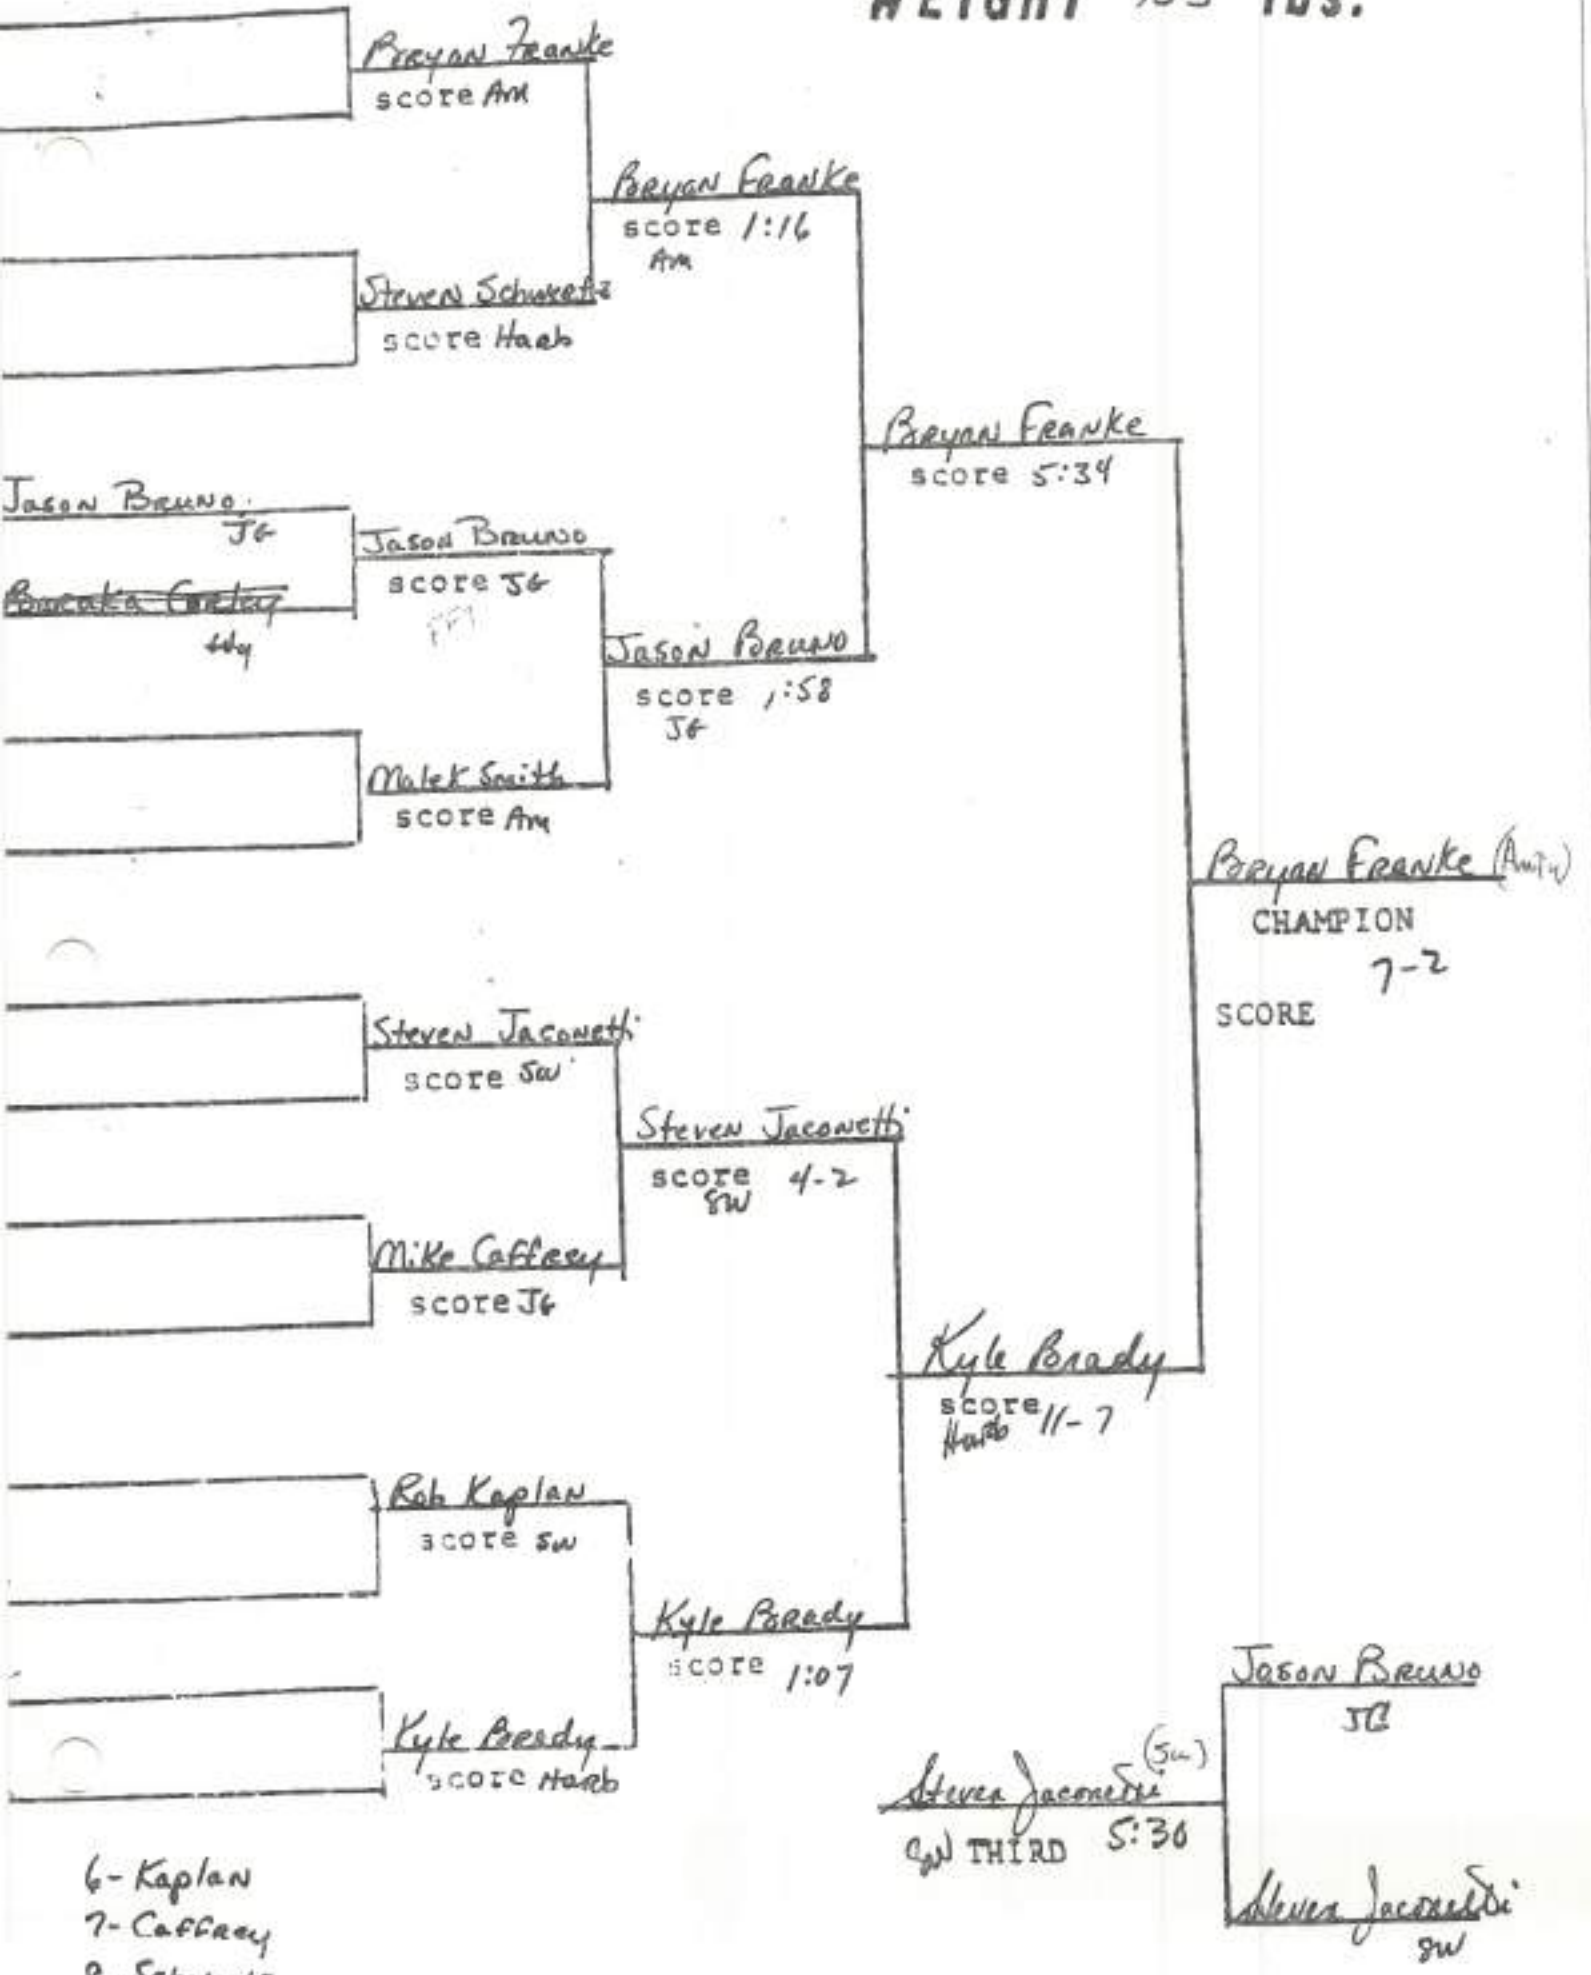 WEIGHT lbs.
Bryan Franke
score Am
Bryan Franke
score 1:16
Am
Steven Schwartz
score Harb
Bryan Franke
score 5:34
Jason Bruno
JG
Jason Bruno
score JG
Jason Bruno
score 1:58
JG
Malek Smith
score Am
Bryan Franke
CHAMPION
7-2
SCORE
Steven Jaconetti
score SW
Steven Jaconetti
score 4-2
SW
Mike Caffrey
score JG
Kyle Brady
score 11-7
Harb
Rob Kaplan
score SW
Kyle Brady
score 1:07
Kyle Brady
score Harb
Jason Bruno
JG
Steven Jaconetti (SW)
SW THIRD 5:30
Steven Jaconetti
SW
6- Kaplan
7- Caffrey